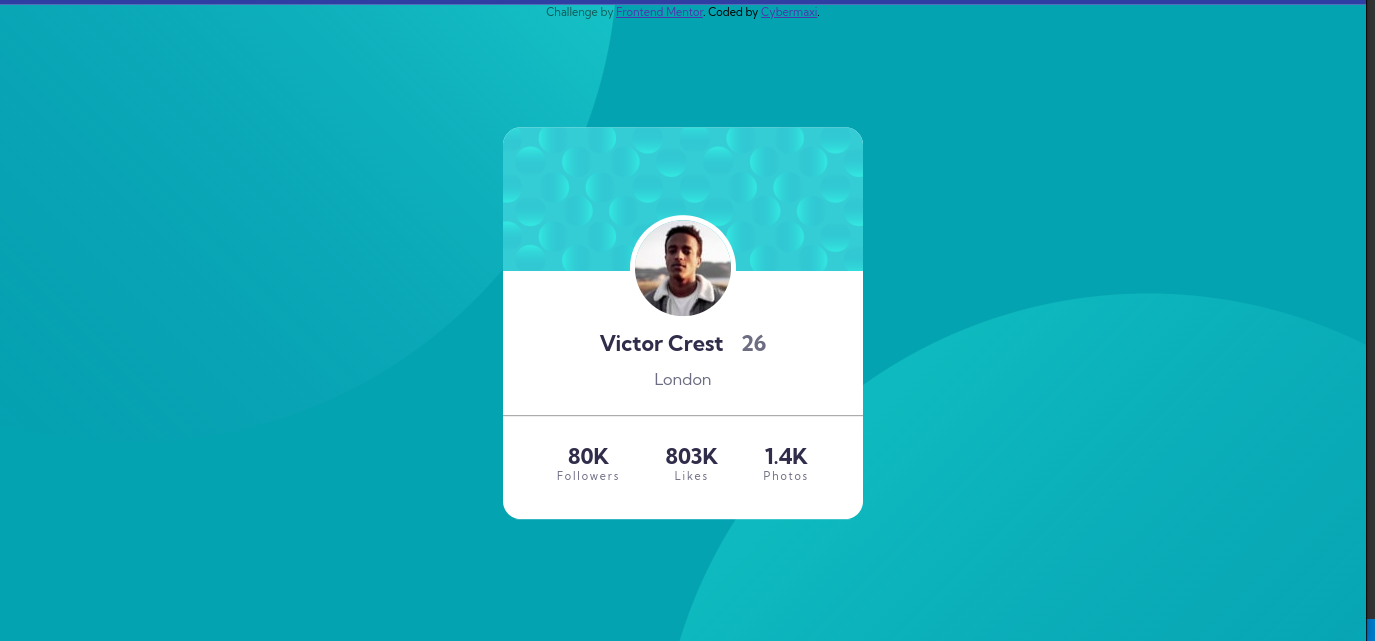 Challenge by Frontend Mentor. Coded by Cybermaxi.
Victor Crest 26
London
80K 803K 1.4K
Followers Likes Photos